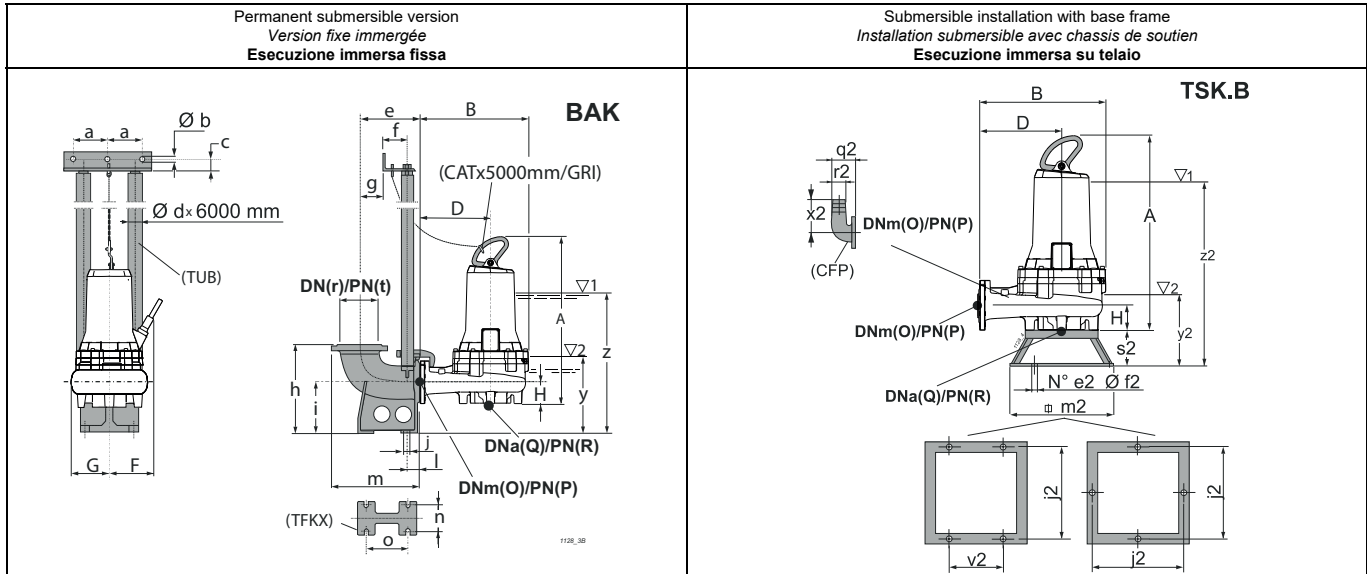 Permanent submersible version
Version fixe immergée
Esecuzione immersa fissa
Submersible installation with base frame
Installation submersible avec chassis de soutien
Esecuzione immersa su telaio
BAK
a
a
Ø b
c
Ø d x 6000 mm
(TUB)
G
F
e
B
f
g
(CATx5000mm/GRI)
D
DN(r)/PN(t)
▽1
A
▽2
z
h
i
H
y
j
l
DNa(Q)/PN(R)
m
DNm(O)/PN(P)
(TFKX)
n
o
1128_3B
TSK.B
B
D
q2
r2
x2
(CFP)
DNm(O)/PN(P)
▽1
A
z2
▽2
H
y2
DNm(O)/PN(P)
s2
DNa(Q)/PN(R)
N° e2 Ø f2
m2
j2
v2
j2
j2